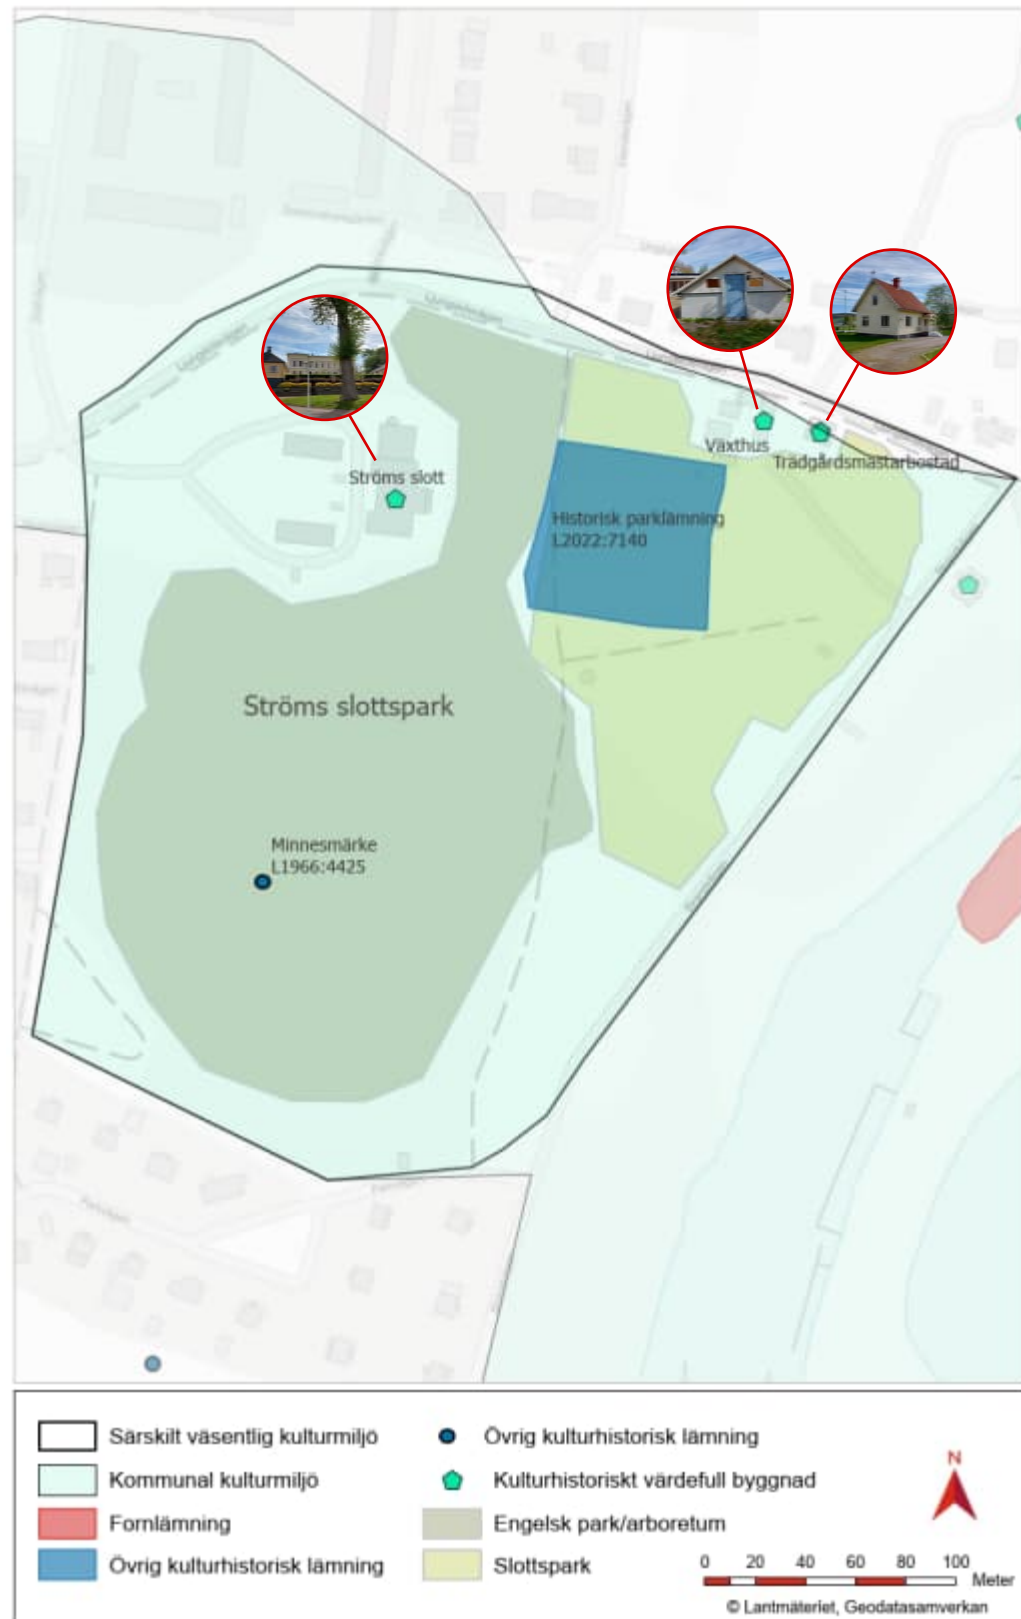 Ströms slott
Växthus
Trädgårdsmästarbostad
Historisk parklämning
L2022:7140
Ströms slottspark
Minnesmärke
L1966:4425
Särskilt väsentlig kulturmiljö
Kommunal kulturmiljö
Fornlämning
Övrig kulturhistorisk lämning
Övrig kulturhistorisk lämning
Kulturhistoriskt värdefull byggnad
Engelsk park/arboretum
Slottspark
N
0 20 40 60 80 100
Meter
© Lantmäteriet, Geodatasamverkan